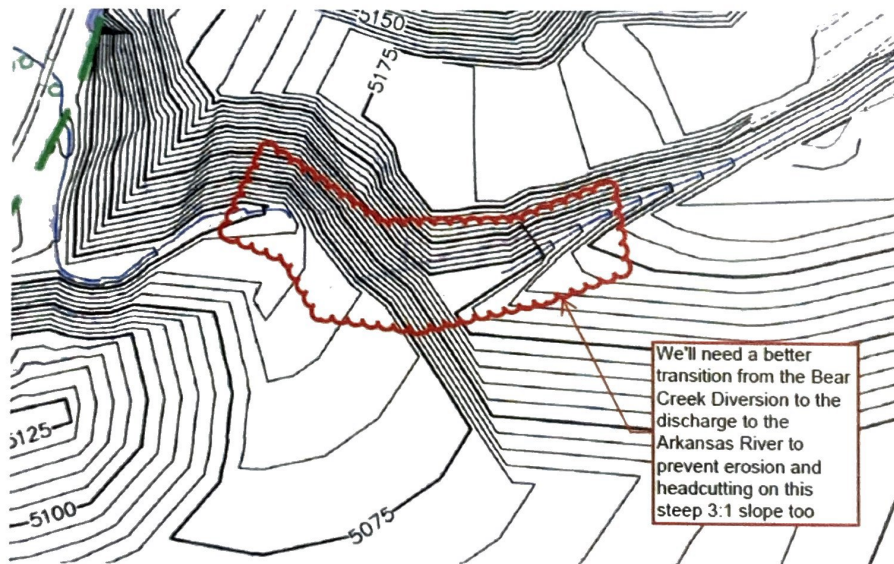 5150
5175
We'll need a better
transition from the Bear
Creek Diversion to the
discharge to the
Arkansas River to
prevent erosion and
headcutting on this
steep 3:1 slope too
5125
5100
5075